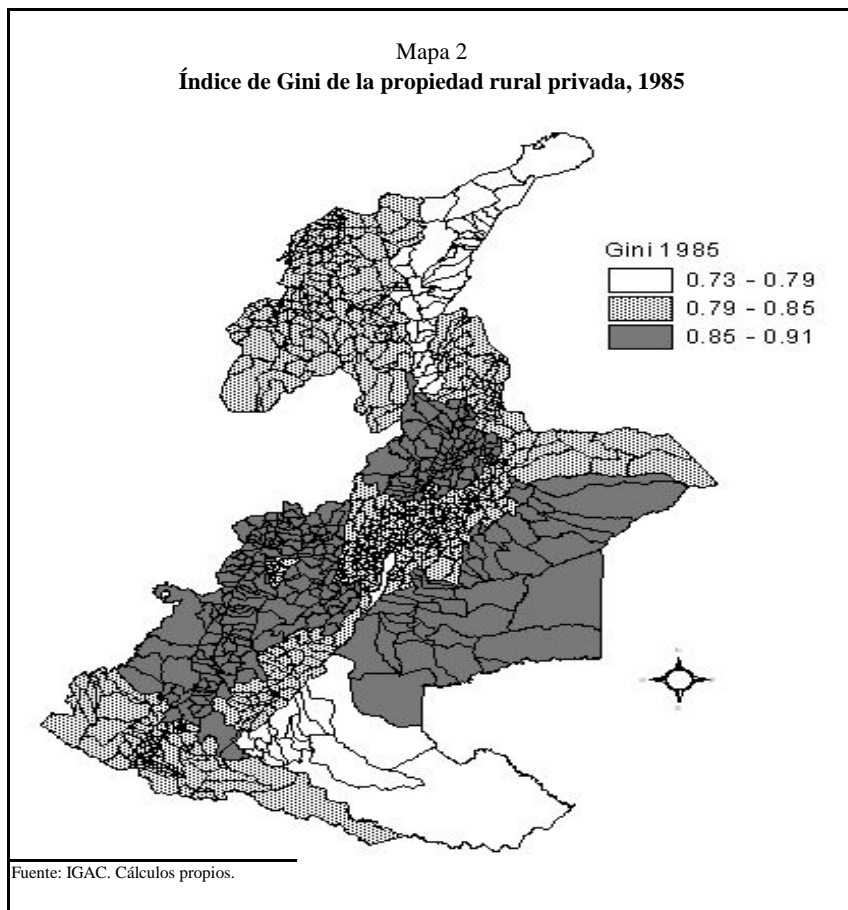 Mapa 2
Índice de Gini de la propiedad rural privada, 1985
Gini 1985
0.73 - 0.79
0.79 - 0.85
0.85 - 0.91
Fuente: IGAC. Cálculos propios.